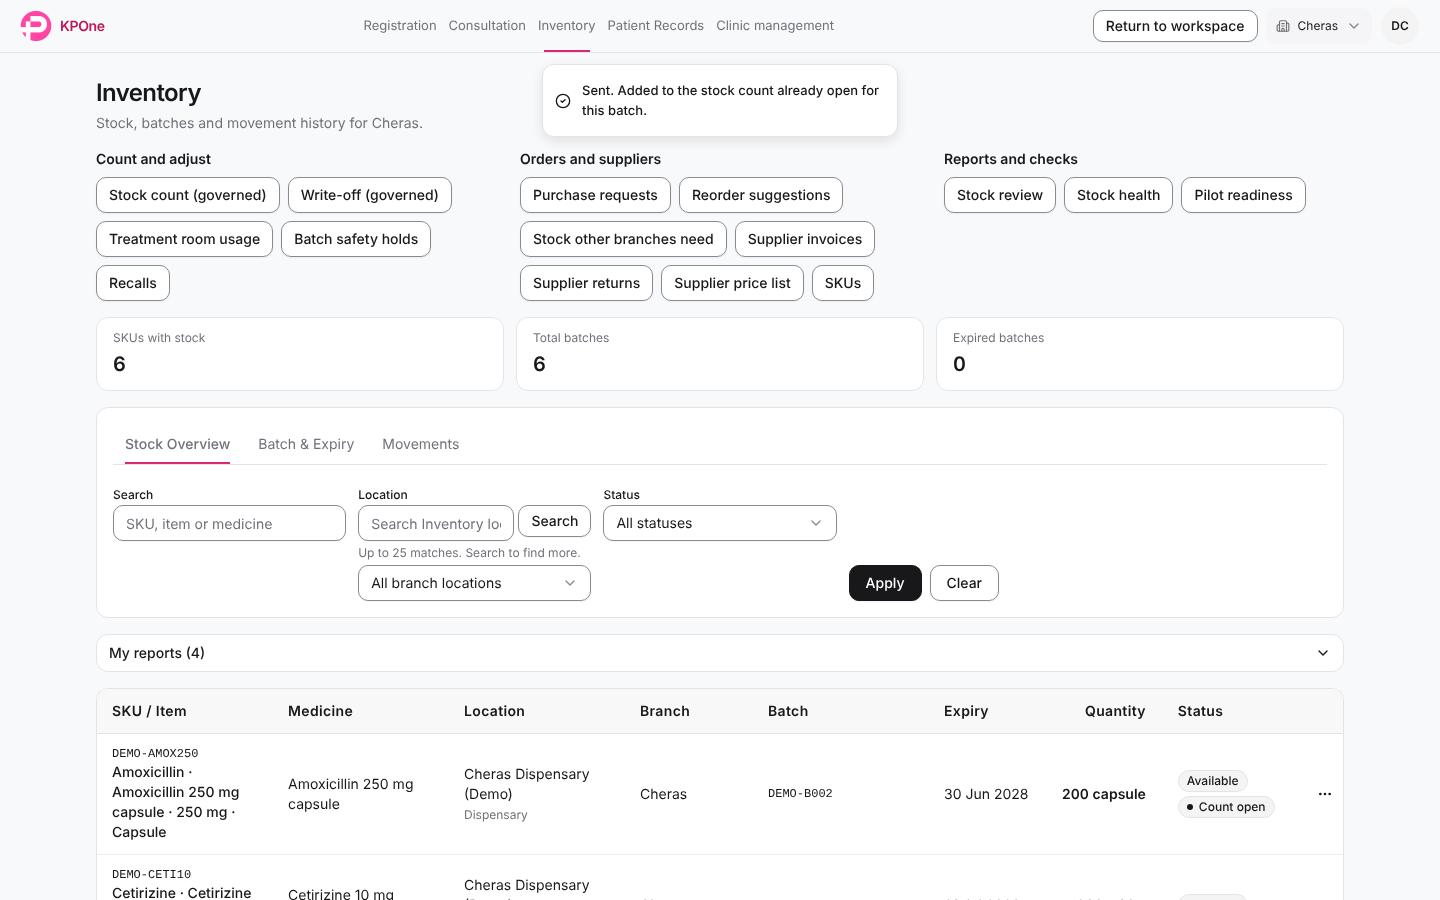 KPOne
Registration Consultation Inventory Patient Records Clinic management
Return to workspace
Cheras
DC
Sent. Added to the stock count already open for
this batch.
Inventory
Stock, batches and movement history for Cheras.
Count and adjust
Stock count (governed) Write-off (governed)
Treatment room usage Batch safety holds
Recalls
Orders and suppliers
Purchase requests Reorder suggestions
Stock other branches need Supplier invoices
Supplier returns Supplier price list SKUs
Reports and checks
Stock review Stock health Pilot readiness
SKUs with stock
6
Total batches
6
Expired batches
0
Stock Overview Batch & Expiry Movements
Search
SKU, item or medicine
Location
Search Inventory lo
Search
Up to 25 matches. Search to find more.
All branch locations
Status
All statuses
Apply Clear
My reports (4)
SKU / Item Medicine Location Branch Batch Expiry Quantity Status
DEMO-AMOX250
Amoxicillin ·
Amoxicillin 250 mg
capsule · 250 mg ·
Capsule
Amoxicillin 250 mg
capsule
Cheras Dispensary
(Demo)
Dispensary
Cheras
DEMO-B002
30 Jun 2028
200 capsule
Available
Count open
DEMO-CETI10
Cetirizine · Cetirizine
Cetirizine 10 mg
Cheras Dispensary